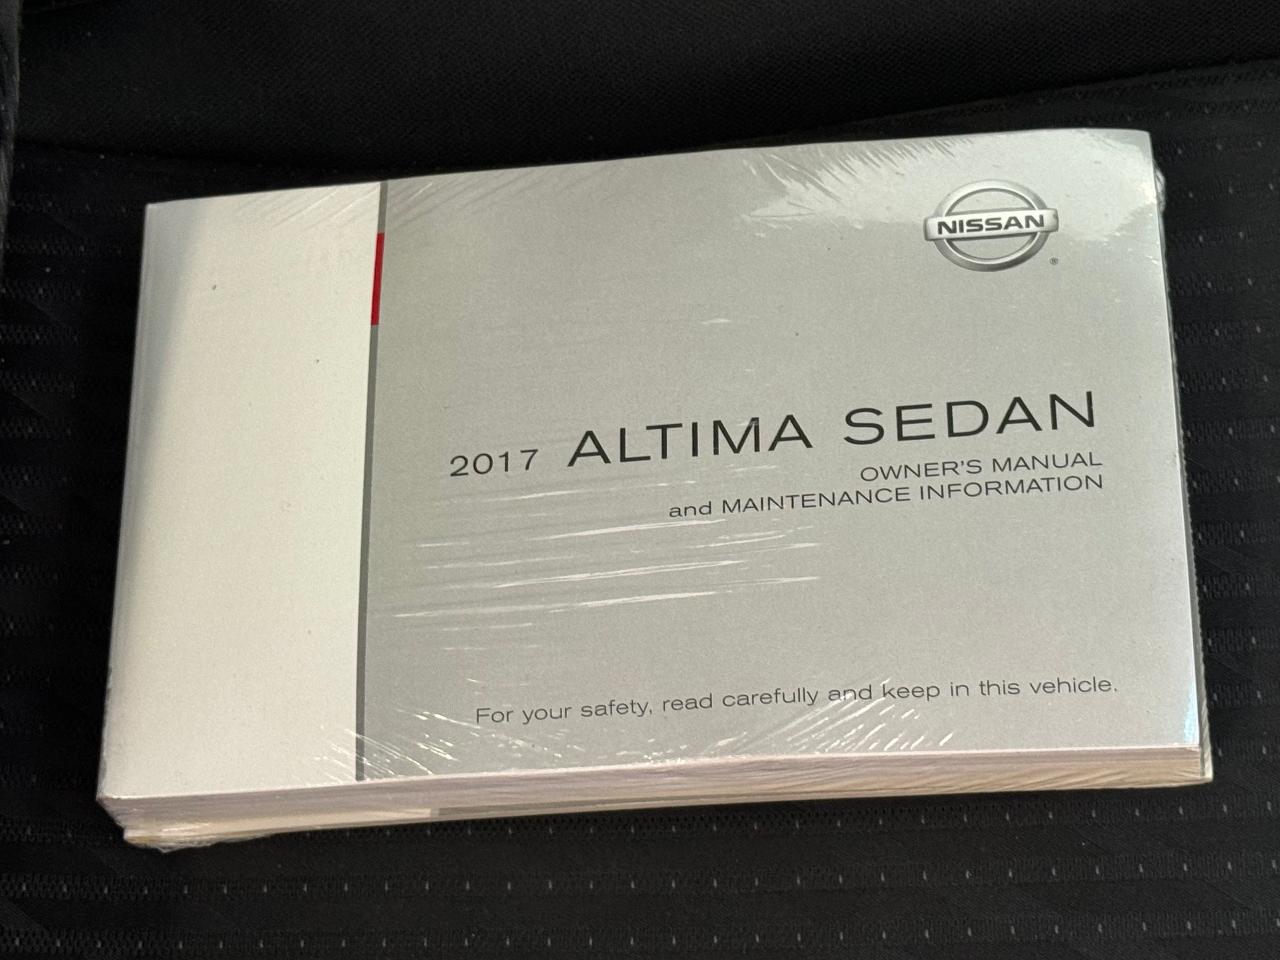 NISSAN
®
2017 ALTIMA SEDAN
OWNER'S MANUAL
and MAINTENANCE INFORMATION
For your safety, read carefully and keep in this vehicle.